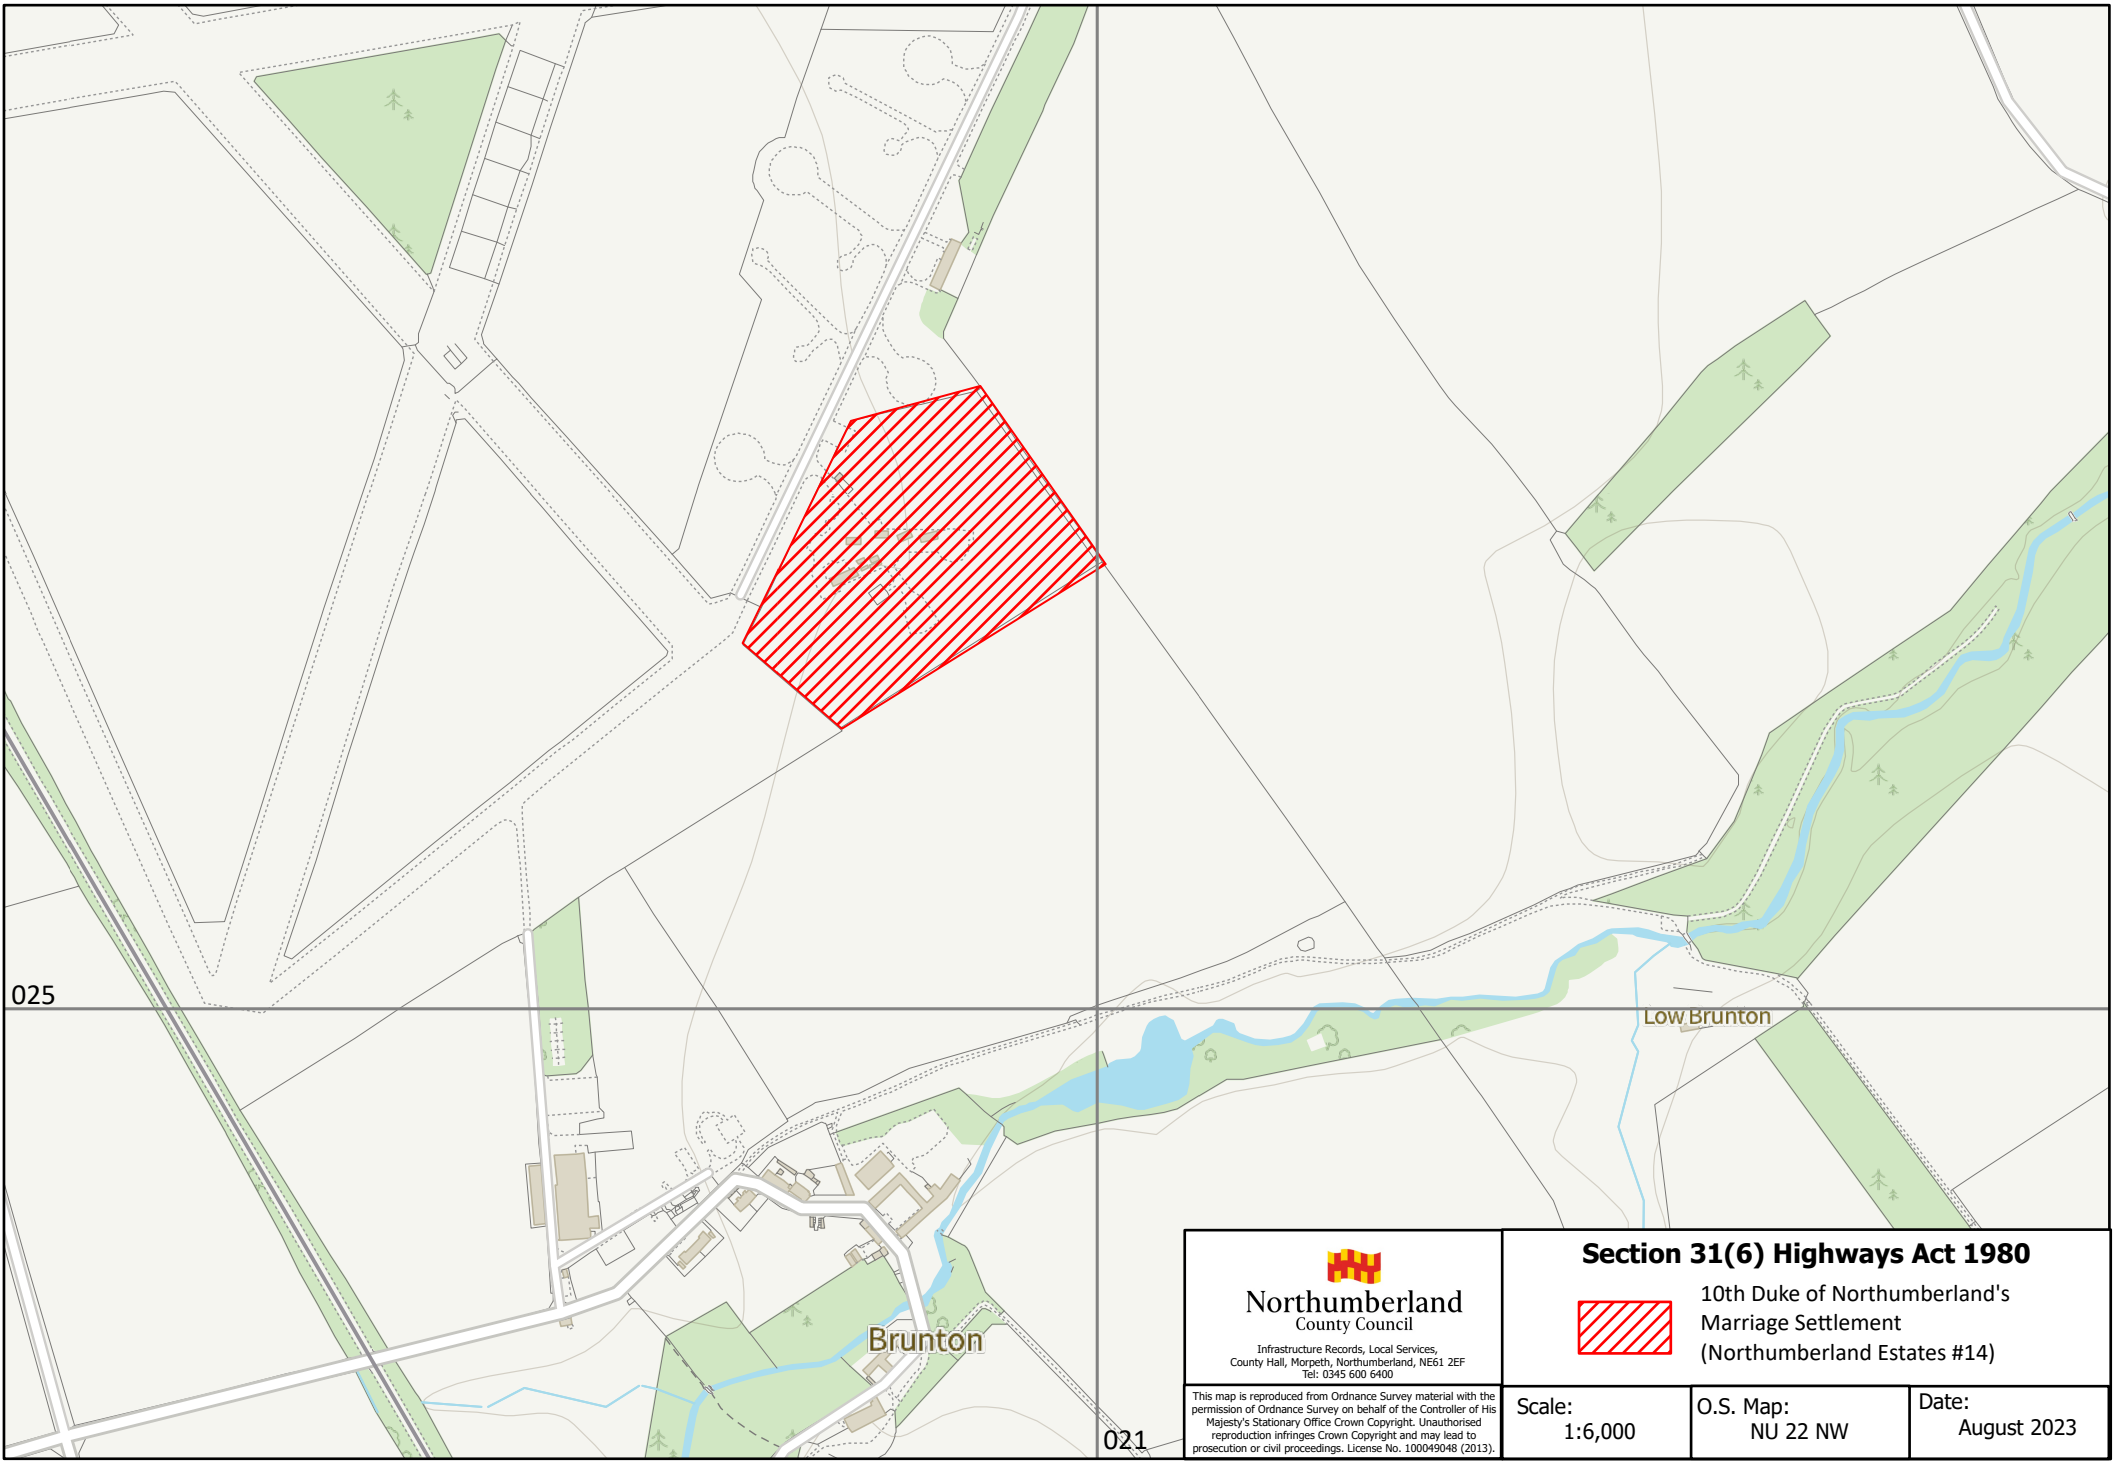 025
Low Brunton
Brunton
021
Northumberland
County Council
Infrastructure Records, Local Services,
County Hall, Morpeth, Northumberland, NE61 2EF
Tel: 0345 600 6400
This map is reproduced from Ordnance Survey material with the
permission of Ordnance Survey on behalf of the Controller of His
Majesty's Stationary Office Crown Copyright. Unauthorised
reproduction infringes Crown Copyright and may lead to
prosecution or civil proceedings. License No. 100049048 (2013).
Section 31(6) Highways Act 1980
10th Duke of Northumberland's
Marriage Settlement
(Northumberland Estates #14)
Scale:
1:6,000
O.S. Map:
NU 22 NW
Date:
August 2023